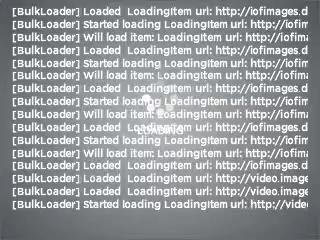 [BulkLoader] Loaded  LoadingItem url: http://iofimages.d
[BulkLoader] Started loading LoadingItem url: http://iofim
[BulkLoader] Will load item: LoadingItem url: http://iofima
[BulkLoader] Loaded  LoadingItem url: http://iofimages.d
[BulkLoader] Started loading LoadingItem url: http://iofim
[BulkLoader] Will load item: LoadingItem url: http://iofima
[BulkLoader] Loaded  LoadingItem url: http://iofimages.d
[BulkLoader] Started loading LoadingItem url: http://iofim
[BulkLoader] Will load item: LoadingItem url: http://iofima
[BulkLoader] Loaded  LoadingItem url: http://iofimages.d
LOADING
[BulkLoader] Started loading LoadingItem url: http://iofim
[BulkLoader] Will load item: LoadingItem url: http://iofima
[BulkLoader] Loaded  LoadingItem url: http://iofimages.d
[BulkLoader] Loaded  LoadingItem url: http://video.image
[BulkLoader] Loaded  LoadingItem url: http://video.image
[BulkLoader] Started loading LoadingItem url: http://vide